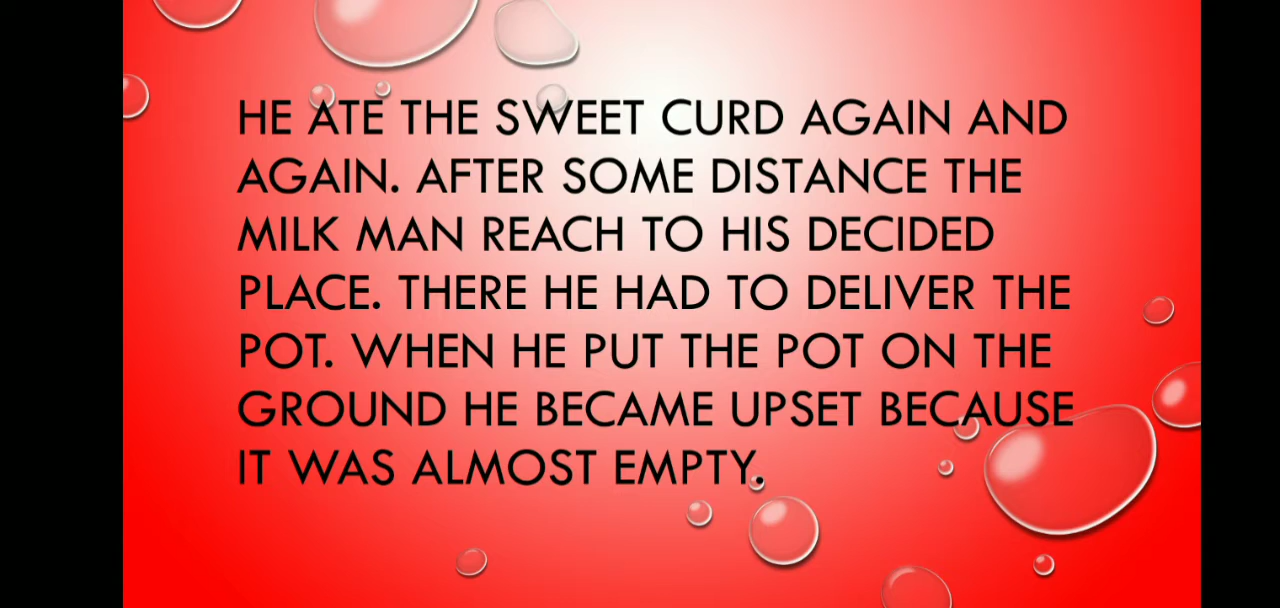 HE ATE THE SWEET CURD AGAIN AND
AGAIN. AFTER SOME DISTANCE THE
MILK MAN REACH TO HIS DECIDED
PLACE. THERE HE HAD TO DELIVER THE
POT. WHEN HE PUT THE POT ON THE
GROUND HE BECAME UPSET BECAUSE
IT WAS ALMOST EMPTY.